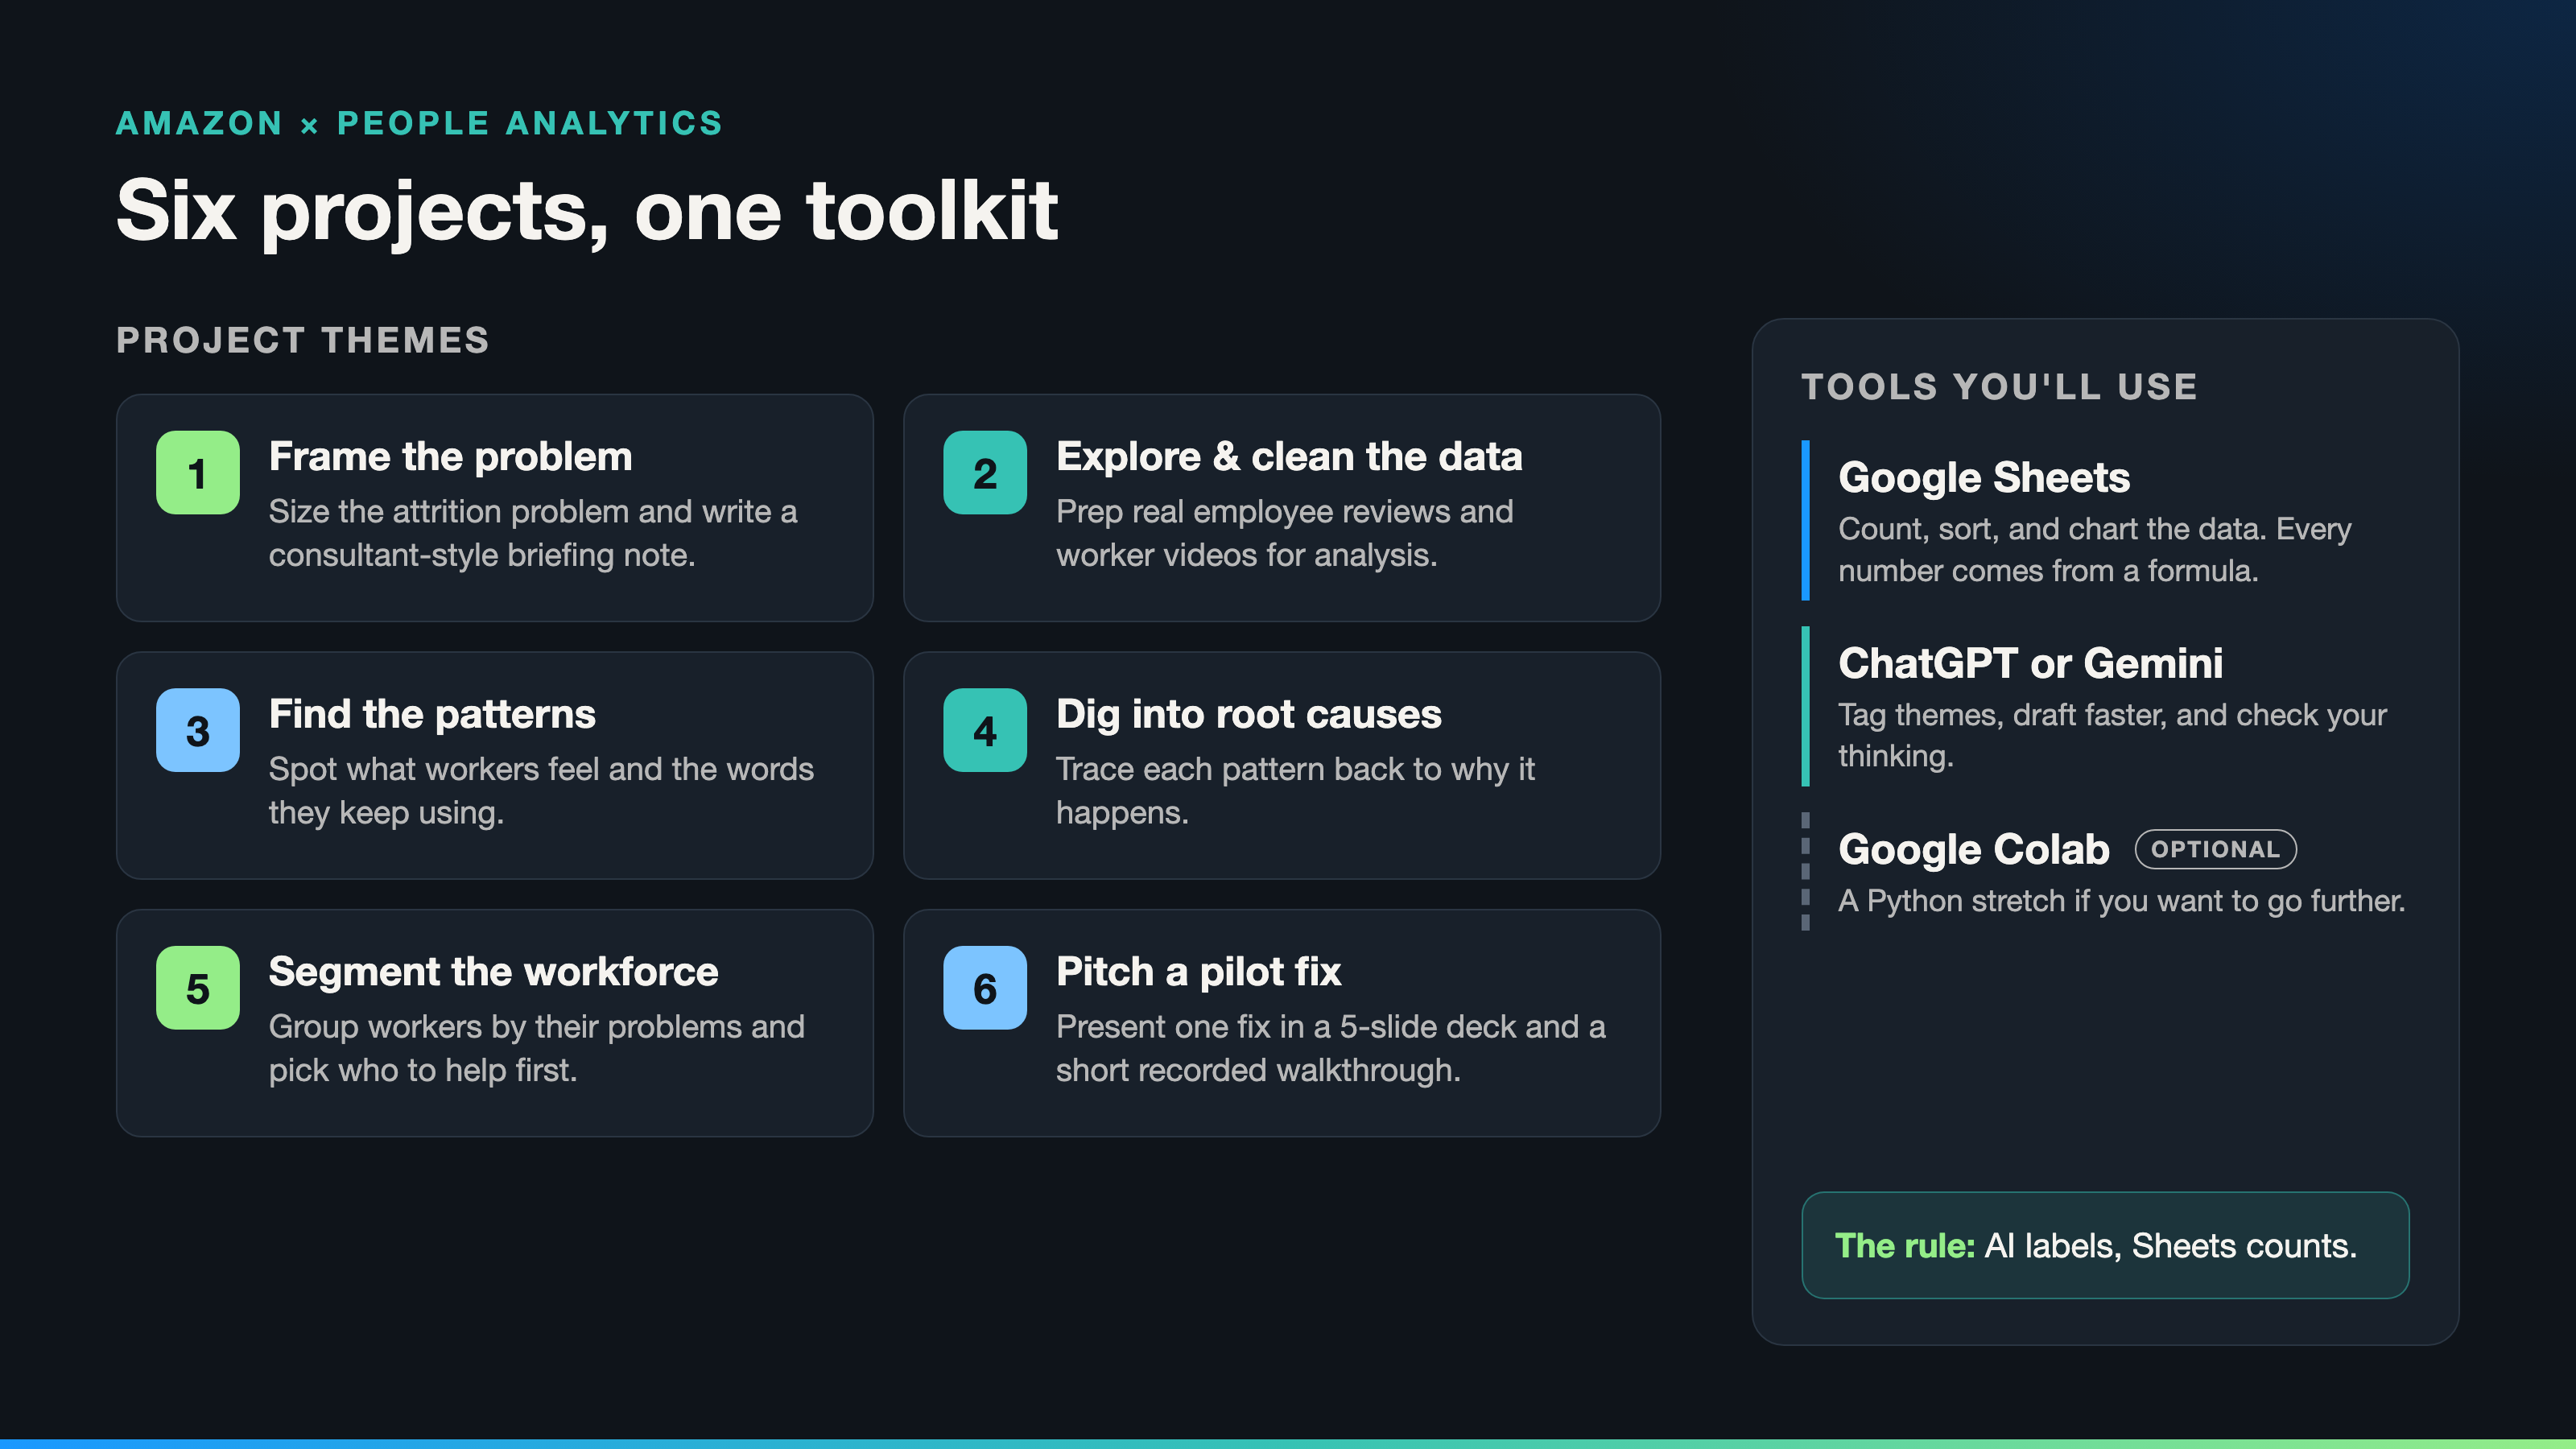 AMAZON × PEOPLE ANALYTICS
Six projects, one toolkit
PROJECT THEMES
1
Frame the problem
Size the attrition problem and write a
consultant-style briefing note.
2
Explore & clean the data
Prep real employee reviews and
worker videos for analysis.
3
Find the patterns
Spot what workers feel and the words
they keep using.
4
Dig into root causes
Trace each pattern back to why it
happens.
5
Segment the workforce
Group workers by their problems and
pick who to help first.
6
Pitch a pilot fix
Present one fix in a 5-slide deck and a
short recorded walkthrough.
TOOLS YOU'LL USE
Google Sheets
Count, sort, and chart the data. Every
number comes from a formula.
ChatGPT or Gemini
Tag themes, draft faster, and check your
thinking.
Google Colab OPTIONAL
A Python stretch if you want to go further.
The rule: AI labels, Sheets counts.